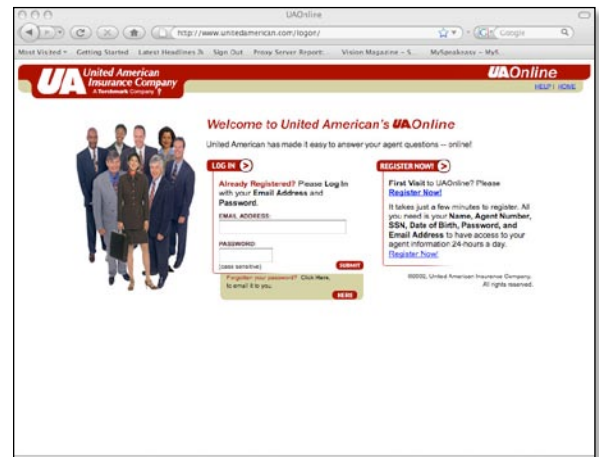 UAOnline
http://www.unitedamerican.com/logon/
Google
Most Visited Getting Started Latest Headlines Sign Out Proxy Server Report:... Vision Magazine – S... MySpeakeasy – MyS...
United American
Insurance Company
A Torchmark Company
UAOnline
HELP | HOME
Welcome to United American's UAOnline
United American has made it easy to answer your agent questions -- online!
LOG IN
Already Registered? Please Log In
with your Email Address and
Password.
EMAIL ADDRESS:
PASSWORD:
(case sensitive)
SUBMIT
Forgotten your password? Click Here,
to email it to you.
HERE
REGISTER NOW!
First Visit to UAOnline? Please
Register Now!
It takes just a few minutes to register. All
you need is your Name, Agent Number,
SSN, Date of Birth, Password, and
Email Address to have access to your
agent information 24-hours a day.
Register Now!
United American Insurance Company.
All rights reserved.